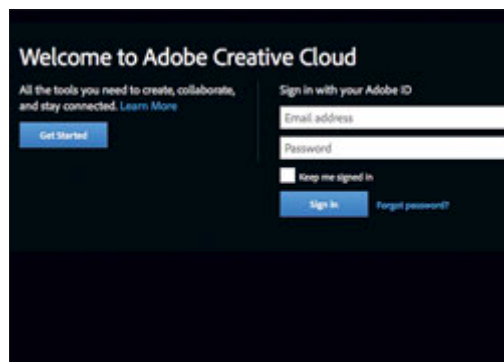 Welcome to Adobe Creative Cloud
All the tools you need to create, collaborate,
and stay connected. Learn More
Get Started
Sign in with your Adobe ID
Email address
Password
Keep me signed in
Sign in
Forgot password?